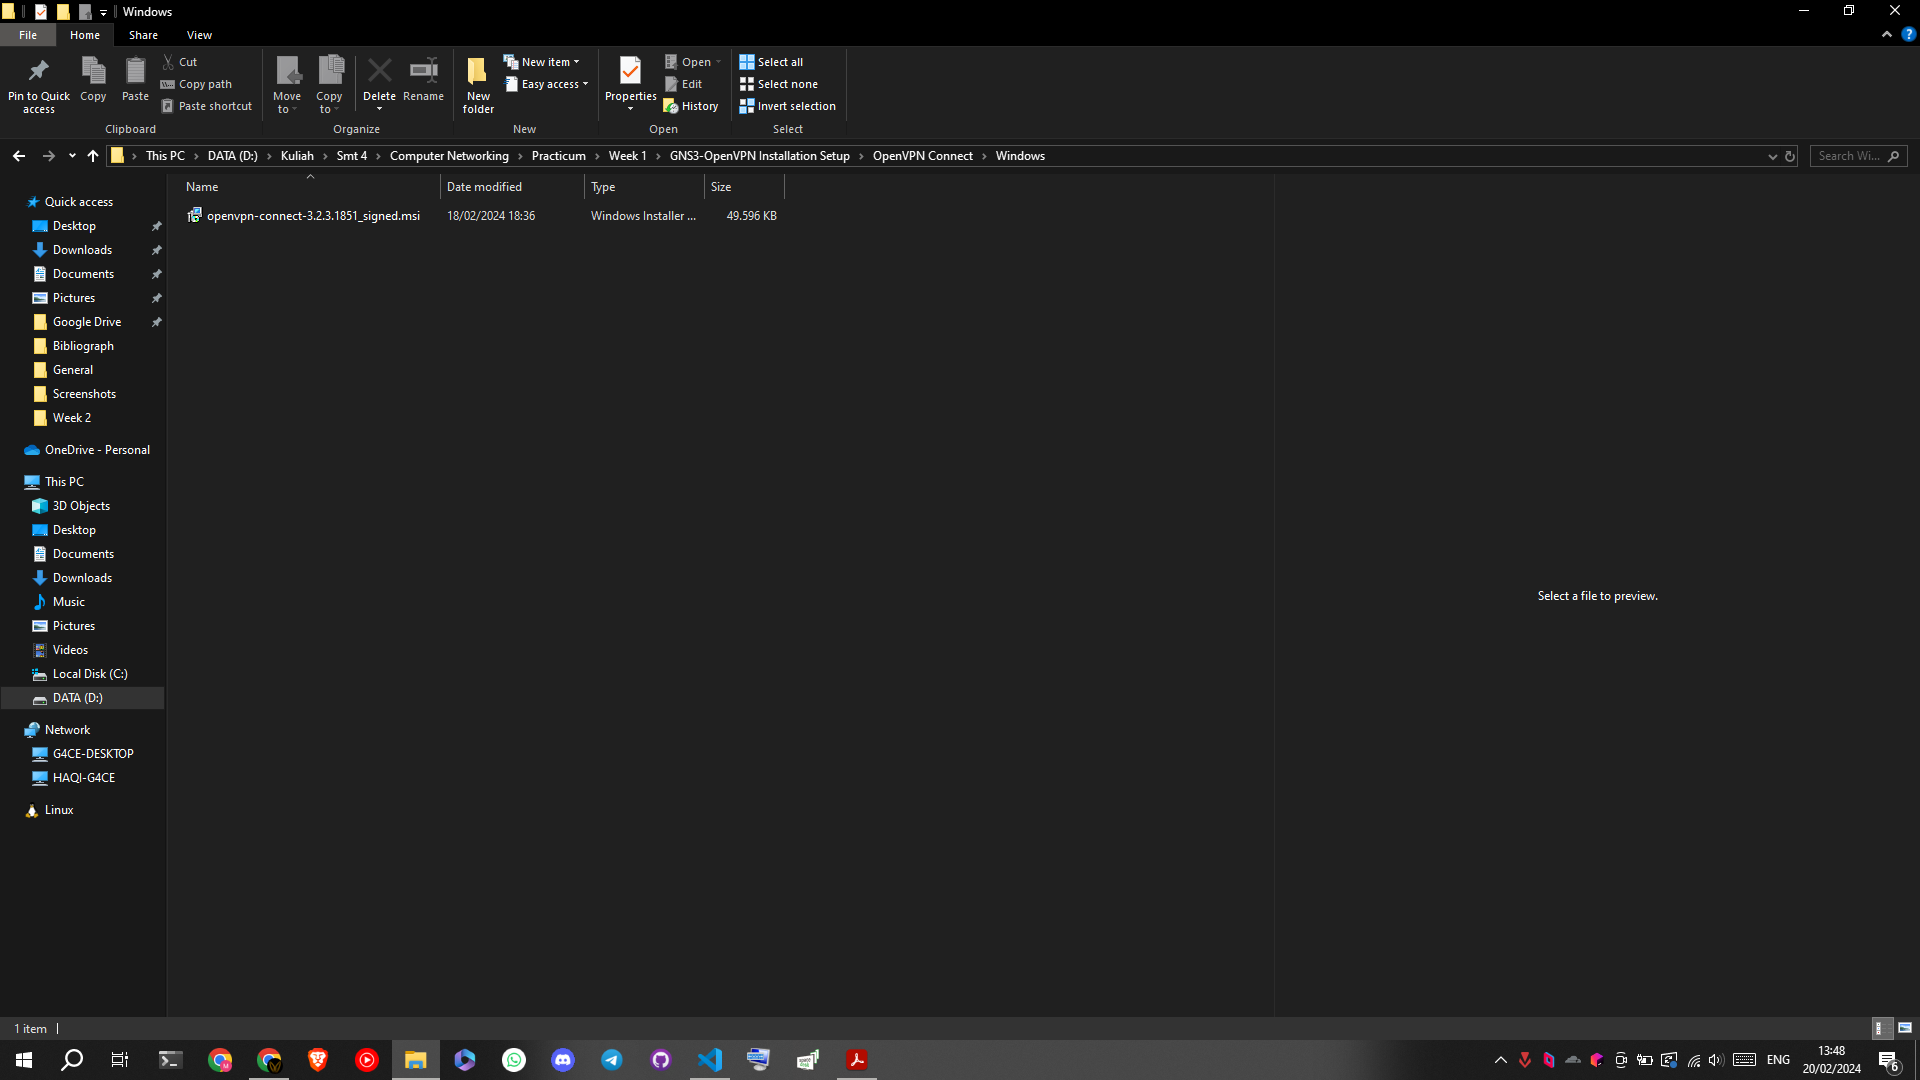 Windows
File Home Share View
Pin to Quick access
Copy
Paste
Cut
Copy path
Paste shortcut
Clipboard
Move to
Copy to
Delete
Rename
Organize
New folder
New item
Easy access
New
Properties
Open
Edit
History
Open
Select all
Select none
Invert selection
Select
This PC > DATA (D:) > Kuliah > Smt 4 > Computer Networking > Practicum > Week 1 > GNS3-OpenVPN Installation Setup > OpenVPN Connect > Windows
Search Wi...
Name Date modified Type Size
openvpn-connect-3.2.3.1851_signed.msi 18/02/2024 18:36 Windows Installer ... 49.596 KB
Quick access
Desktop
Downloads
Documents
Pictures
Google Drive
Bibliograph
General
Screenshots
Week 2
OneDrive - Personal
This PC
3D Objects
Desktop
Documents
Downloads
Music
Pictures
Videos
Local Disk (C:)
DATA (D:)
Network
G4CE-DESKTOP
HAQI-G4CE
Linux
Select a file to preview.
1 item
ENG
13:48
20/02/2024
6